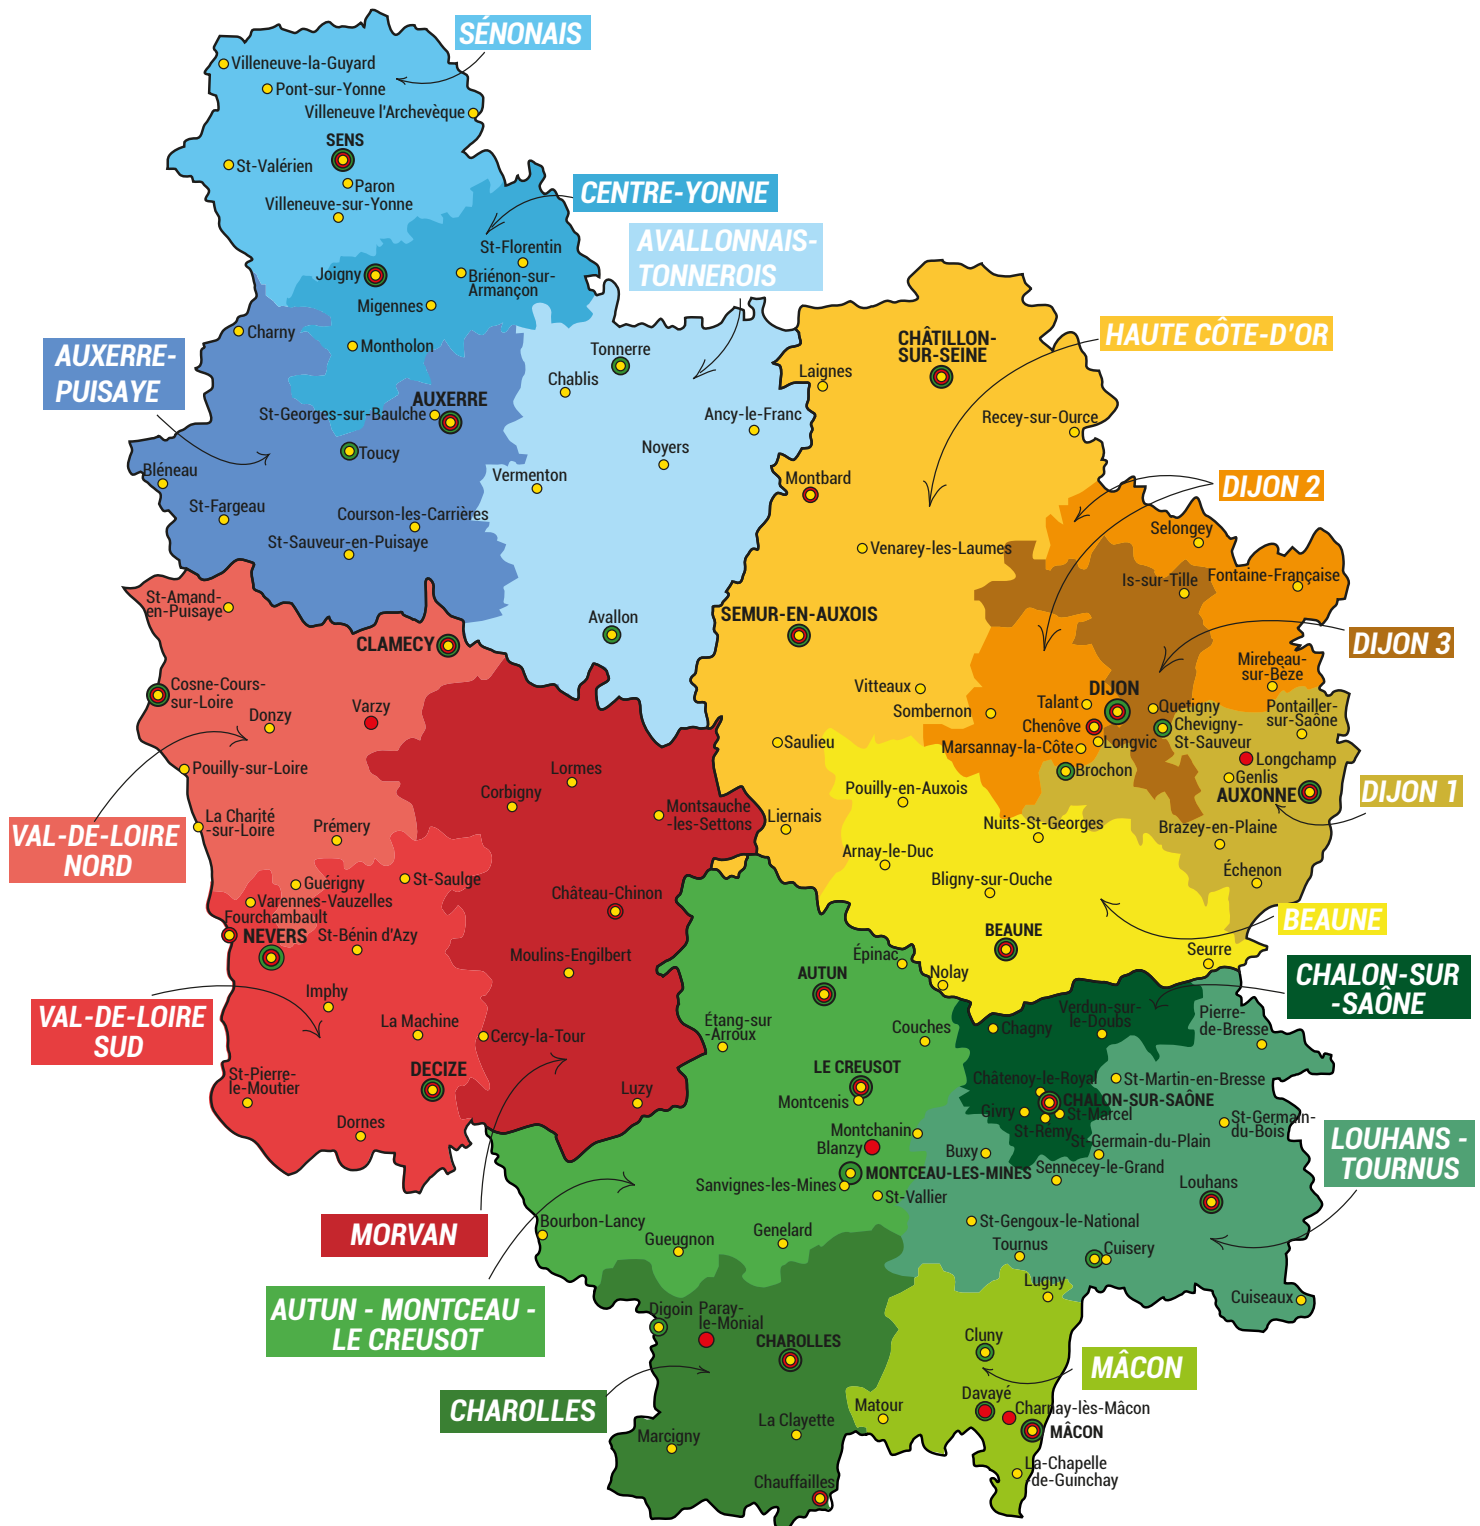 SÉNONAIS
Villeneuve-la-Guyard
Pont-sur-Yonne
Villeneuve l'Archevèque
SENS
St-Valérien
Paron
Villeneuve-sur-Yonne
CENTRE-YONNE
St-Florentin
Joigny
Briénon-sur-
Armançon
Migennes
Montholon
Charny
AVALLONNAIS-
TONNEROIS
AUXERRE-
PUISAYE
Tonnerre
Chablis
AUXERRE
St-Georges-sur-Baulche
Ancy-le-Franc
Toucy
Noyers
Bléneau
Vermenton
St-Fargeau
Courson-les-Carrières
St-Sauveur-en-Puisaye
Avallon
CHÂTILLON-
SUR-SEINE
HAUTE CÔTE-D'OR
Laignes
Recey-sur-Ource
Montbard
DIJON 2
Selongey
Venarey-les-Laumes
Is-sur-Tille
Fontaine-Française
SEMUR-EN-AUXOIS
DIJON 3
Mirebeau-
sur-Bèze
Vitteaux
DIJON
Talant
Quetigny
Pontailler-
sur-Saône
Sombernon
Chenôve
Chevigny-
St-Sauveur
Saulieu
Marsannay-la-Côte
Longvic
Longchamp
Brochon
Genlis
Pouilly-en-Auxois
AUXONNE
DIJON 1
Liernais
Nuits-St-Georges
Brazey-en-Plaine
Arnay-le-Duc
Échenon
Bligny-sur-Ouche
BEAUNE
BEAUNE
Seurre
Nolay
St-Amand-
en-Puisaye
CLAMECY
Cosne-Cours-
sur-Loire
Varzy
Donzy
Pouilly-sur-Loire
Lormes
Corbigny
Montsauche
-les-Settons
La Charité
-sur-Loire
Prémery
VAL-DE-LOIRE
NORD
Guérigny
St-Saulge
Varennes-Vauzelles
Château-Chinon
Fourchambault
NEVERS
St-Bénin d'Azy
Moulins-Engilbert
Imphy
VAL-DE-LOIRE
SUD
La Machine
Cercy-la-Tour
DECIZE
St-Pierre-
le-Moutier
Luzy
Dornes
MORVAN
Épinac
AUTUN
CHALON-SUR
-SAÔNE
Étang-sur
-Arroux
Couches
Chagny
Verdun-sur-
le-Doubs
Pierre-
de-Bresse
LE CREUSOT
Châtenoy-le-Royal
St-Martin-en-Bresse
Montcenis
CHALON-SUR-SAÔNE
Givry
St-Marcel
St-Rémy
St-Germain-
du-Bois
Montchanin
St-Germain-du-Plain
Blanzy
Buxy
LOUHANS -
TOURNUS
MONTCEAU-LES-MINES
Sennecey-le-Grand
Sanvignes-les-Mines
St-Vallier
Louhans
Bourbon-Lancy
St-Gengoux-le-National
Genelard
Gueugnon
Tournus
Cuisery
AUTUN - MONTCEAU -
LE CREUSOT
Lugny
Cuiseaux
Digoin
Paray-
le-Monial
CHAROLLES
Cluny
MÂCON
CHAROLLES
Davayé
Charnay-lès-Mâcon
Matour
MÂCON
La Clayette
Marcigny
La-Chapelle
-de-Guinchay
Chauffailles